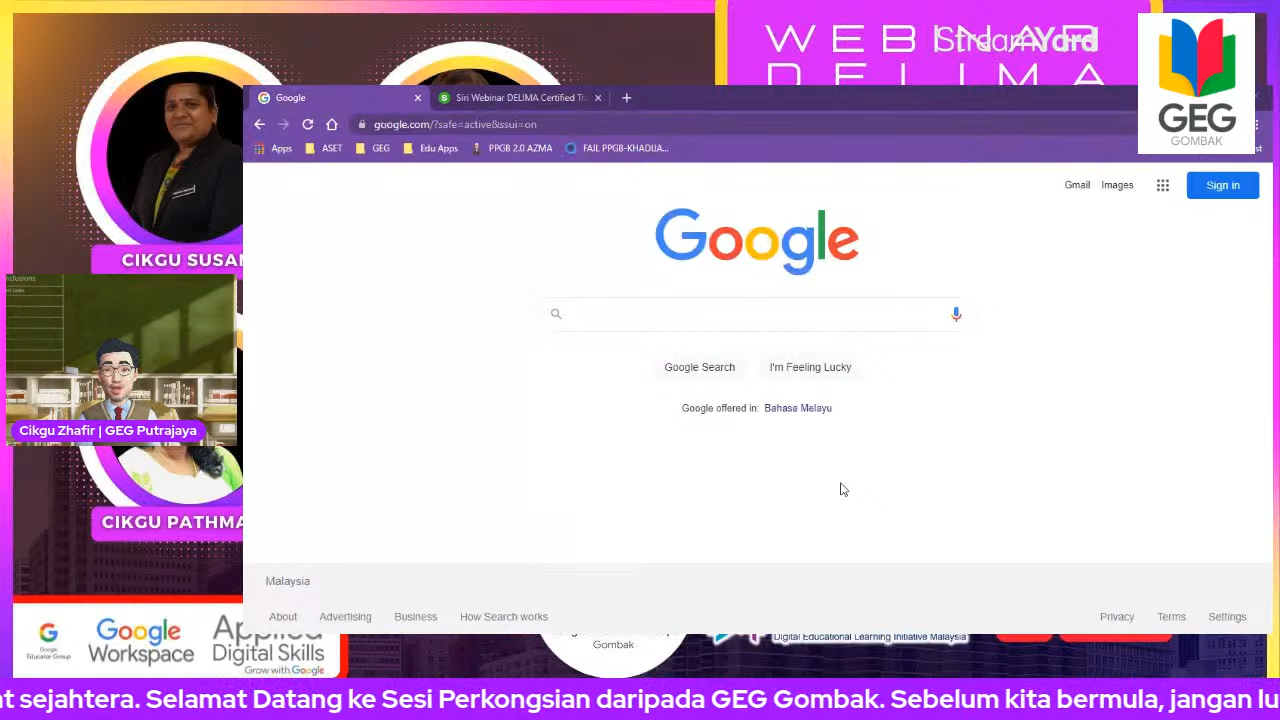 WEBINAR
DELIMA
StreamYard
GEG
GOMBAK
Google
Siri Webinar DELIMA Certified Tr
google.com/?safe=active&ssui=on
Apps
ASET
GEG
Edu Apps
PPGB 2.0 AZMA
FAIL PPGB-KHADIJA...
Gmail
Images
Sign in
Google
Google Search
I'm Feeling Lucky
Google offered in: Bahasa Melayu
CIKGU SUSAN
Cikgu Zhafir | GEG Putrajaya
CIKGU PATHMA
Malaysia
About
Advertising
Business
How Search works
Privacy
Terms
Settings
Google
Educator Group
Google
Workspace
Applied
Digital Skills
Grow with Google
Gombak
Digital Educational Learning Initiative Malaysia
t sejahtera. Selamat Datang ke Sesi Perkongsian daripada GEG Gombak. Sebelum kita bermula, jangan lu